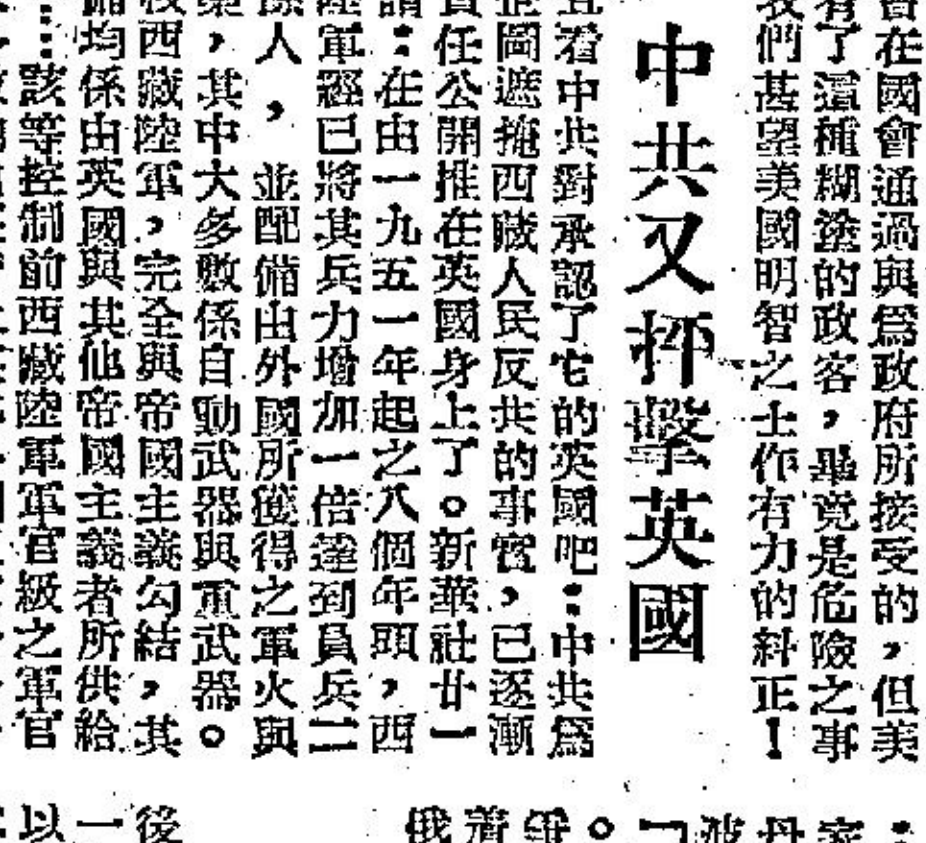 會在國會通過與爲政府所接受的，但美
有了這種糊塗的政客，畢竟是危險之事
我們甚望美國明智之士作有力的糾正！
中共又抨擊英國
且看中共對承認了它的英國吧：中共爲
企圖遮掩西藏人民反共的事實，已逐漸
責任公開推在英國身上了。新華社廿一
謂：在由一九五一年起之八個年頭，西
陸軍經已將其兵力增加一倍達到員兵二
人，並配備由外國所獲得之軍火與
，其中大多數係自動武器與重武器。
西藏陸軍，完全與帝國主義勾結，其
備均係由英國與其他帝國主義者所供給
…該等控制前西藏陸軍軍官級之軍官